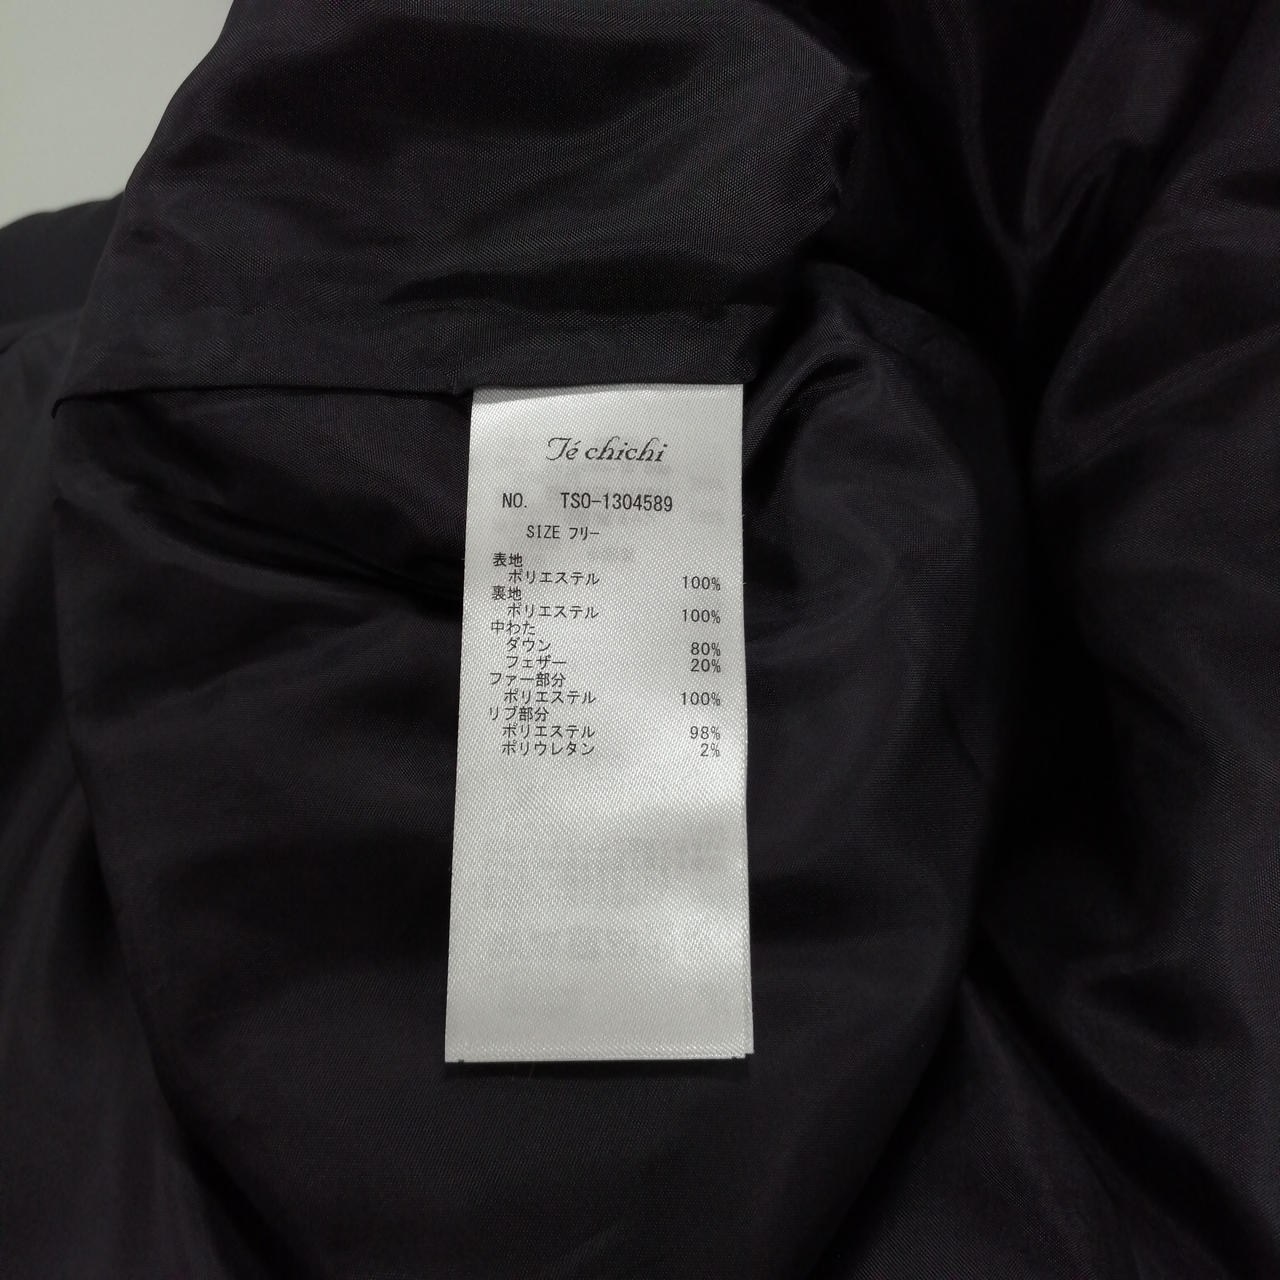 Té chichi
NO. TSO-1304589
SIZE フリー
表地
ポリエステル 100%
裏地
ポリエステル 100%
中わた
ダウン 80%
フェザー 20%
ファー部分
ポリエステル 100%
リブ部分
ポリエステル 98%
ポリウレタン 2%